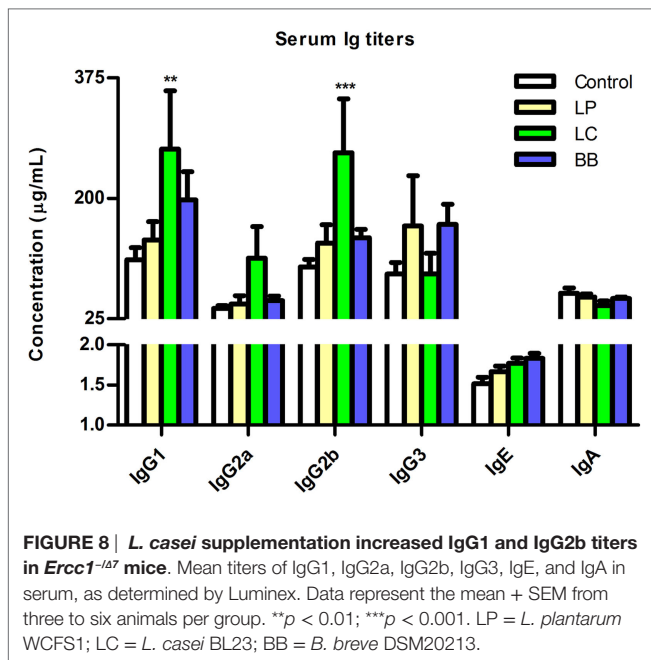 Serum Ig titers
Concentration (µg/mL)
375
200
25
2.0
1.5
1.0
**
***
Control
LP
LC
BB
IgG1
IgG2a
IgG2b
IgG3
IgE
IgA
FIGURE 8 | L. casei supplementation increased IgG1 and IgG2b titers
in Ercc1−/Δ7 mice. Mean titers of IgG1, IgG2a, IgG2b, IgG3, IgE, and IgA in
serum, as determined by Luminex. Data represent the mean + SEM from
three to six animals per group. **p < 0.01; ***p < 0.001. LP = L. plantarum
WCFS1; LC = L. casei BL23; BB = B. breve DSM20213.